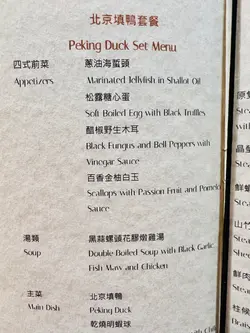 北京填鴨套餐
Peking Duck Set Menu
四式前菜 蔥油海蜇頭
Appetizers Marinated Jellyfish in Shallot Oil
松露糖心蛋
Soft Boiled Egg with Black Truffles
醋椒野生木耳
Black Fungus and Bell Peppers with
Vinegar Sauce
百香金柚白玉
Scallops with Passion Fruit and Pomelo
Sauce
湯類 黑蒜螺頭花膠燉雞湯
Soup Double Boiled Soup with Black Garlic
Fish Maw and Chicken
主菜 北京填鴨
Main Dish Peking Duck
乾燒明蝦球